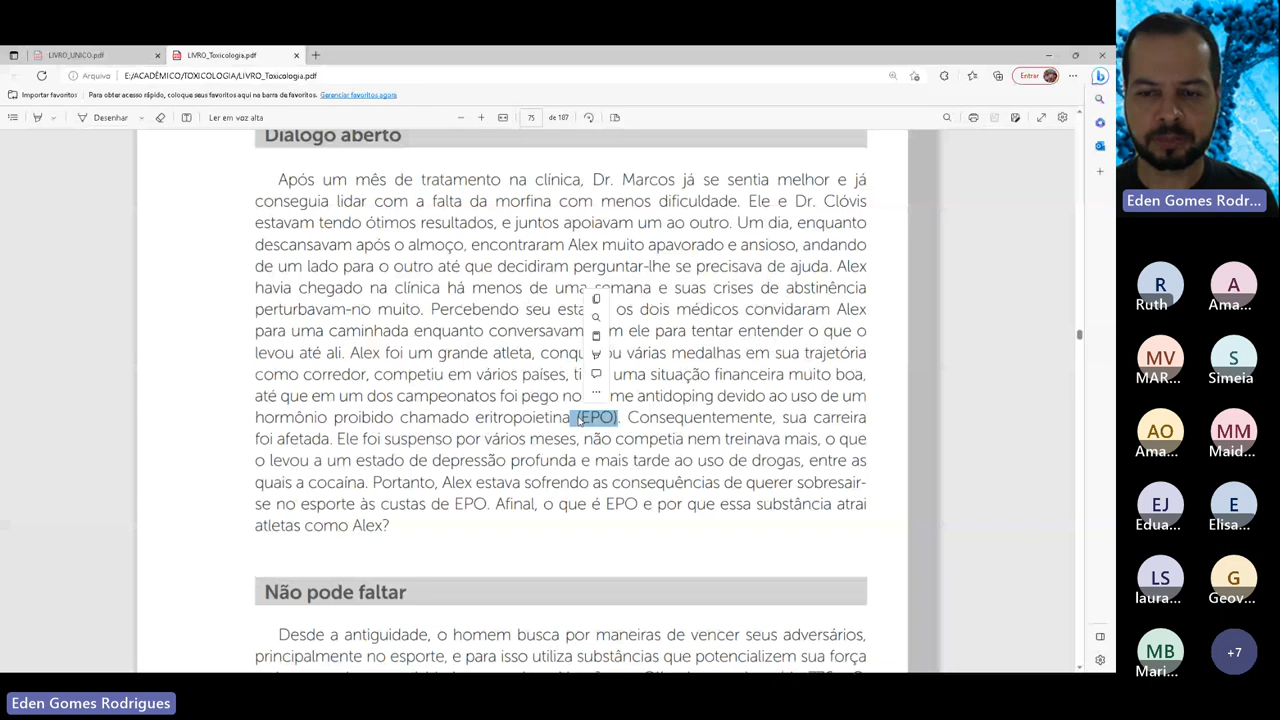 LIVRO_UNICO.pdf
LIVRO_Toxicologia.pdf
Arquivo
E:/ACADÊMICO/TOXICOLOGIA/LIVRO_Toxicologia.pdf
Entrar
Importar favoritos
Para obter acesso rápido, coloque seus favoritos aqui na barra de favoritos. Gerenciar favoritos agora
Desenhar
Ler em voz alta
75
de 187
Diálogo aberto
Após um mês de tratamento na clínica, Dr. Marcos já se sentia melhor e já
conseguia lidar com a falta da morfina com menos dificuldade. Ele e Dr. Clóvis
estavam tendo ótimos resultados, e juntos apoiavam um ao outro. Um dia, enquanto
descansavam após o almoço, encontraram Alex muito apavorado e ansioso, andando
de um lado para o outro até que decidiram perguntar-lhe se precisava de ajuda. Alex
havia chegado na clínica há menos de uma semana e suas crises de abstinência
perturbavam-no muito. Percebendo seu esta os dois médicos convidaram Alex
para uma caminhada enquanto conversavam m ele para tentar entender o que o
levou até ali. Alex foi um grande atleta, conqu ou várias medalhas em sua trajetória
como corredor, competiu em vários países, ti uma situação financeira muito boa,
até que em um dos campeonatos foi pego no me antidoping devido ao uso de um
hormônio proibido chamado eritropoietina (EPO). Consequentemente, sua carreira
foi afetada. Ele foi suspenso por vários meses, não competia nem treinava mais, o que
o levou a um estado de depressão profunda e mais tarde ao uso de drogas, entre as
quais a cocaína. Portanto, Alex estava sofrendo as consequências de querer sobresair-
se no esporte às custas de EPO. Afinal, o que é EPO e por que essa substância atrai
atletas como Alex?
Não pode faltar
Desde a antiguidade, o homem busca por maneiras de vencer seus adversários,
principalmente no esporte, e para isso utiliza substâncias que potencializem sua força
Eden Gomes Rodr...
R
Ruth
A
Ama...
MV
MAR...
S
Simeia
AO
Ama...
MM
Maid...
EJ
Edua...
E
Elisa...
LS
laura...
G
Geov...
MB
Mari...
+7
Eden Gomes Rodrigues